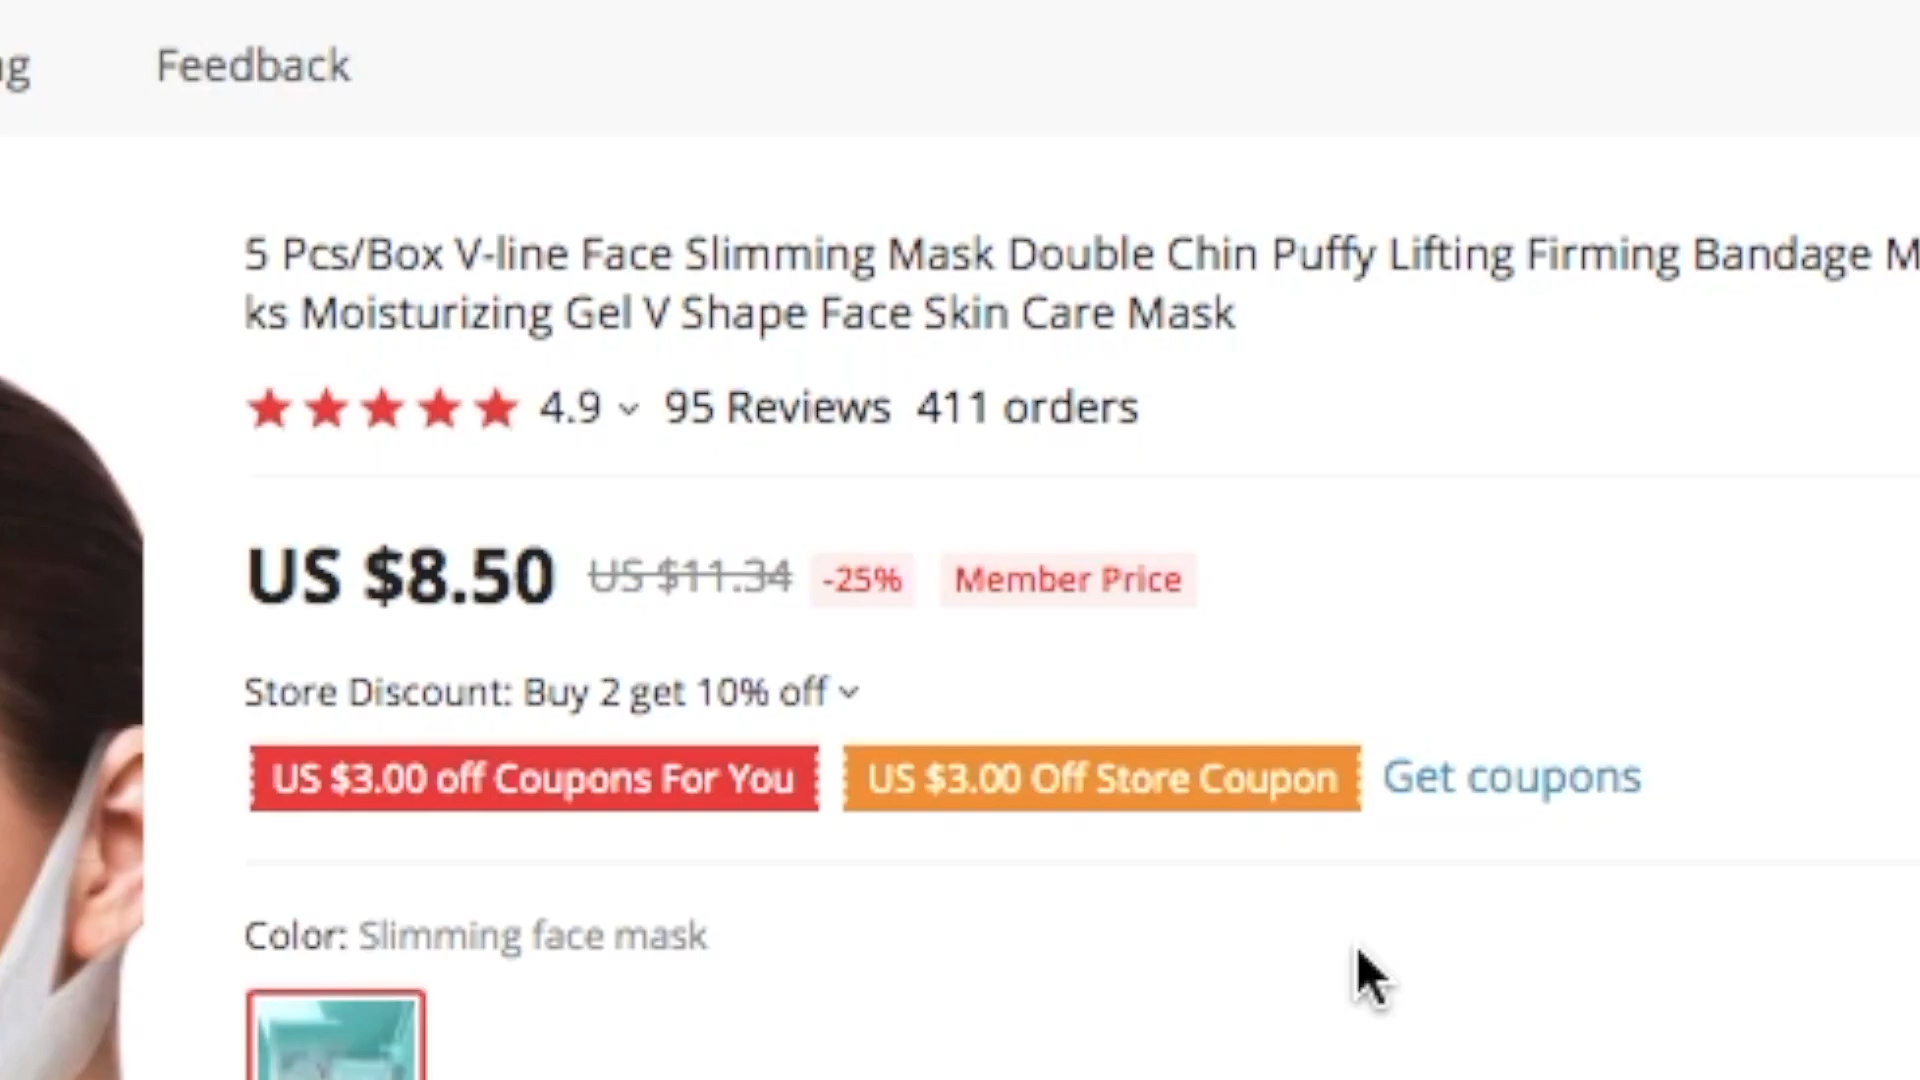 Feedback
5 Pcs/Box V-line Face Slimming Mask Double Chin Puffy Lifting Firming Bandage
ks Moisturizing Gel V Shape Face Skin Care Mask
4.9 95 Reviews 411 orders
US $8.50 US $11.34 -25% Member Price
Store Discount: Buy 2 get 10% off
US $3.00 off Coupons For You US $3.00 Off Store Coupon Get coupons
Color: Slimming face mask